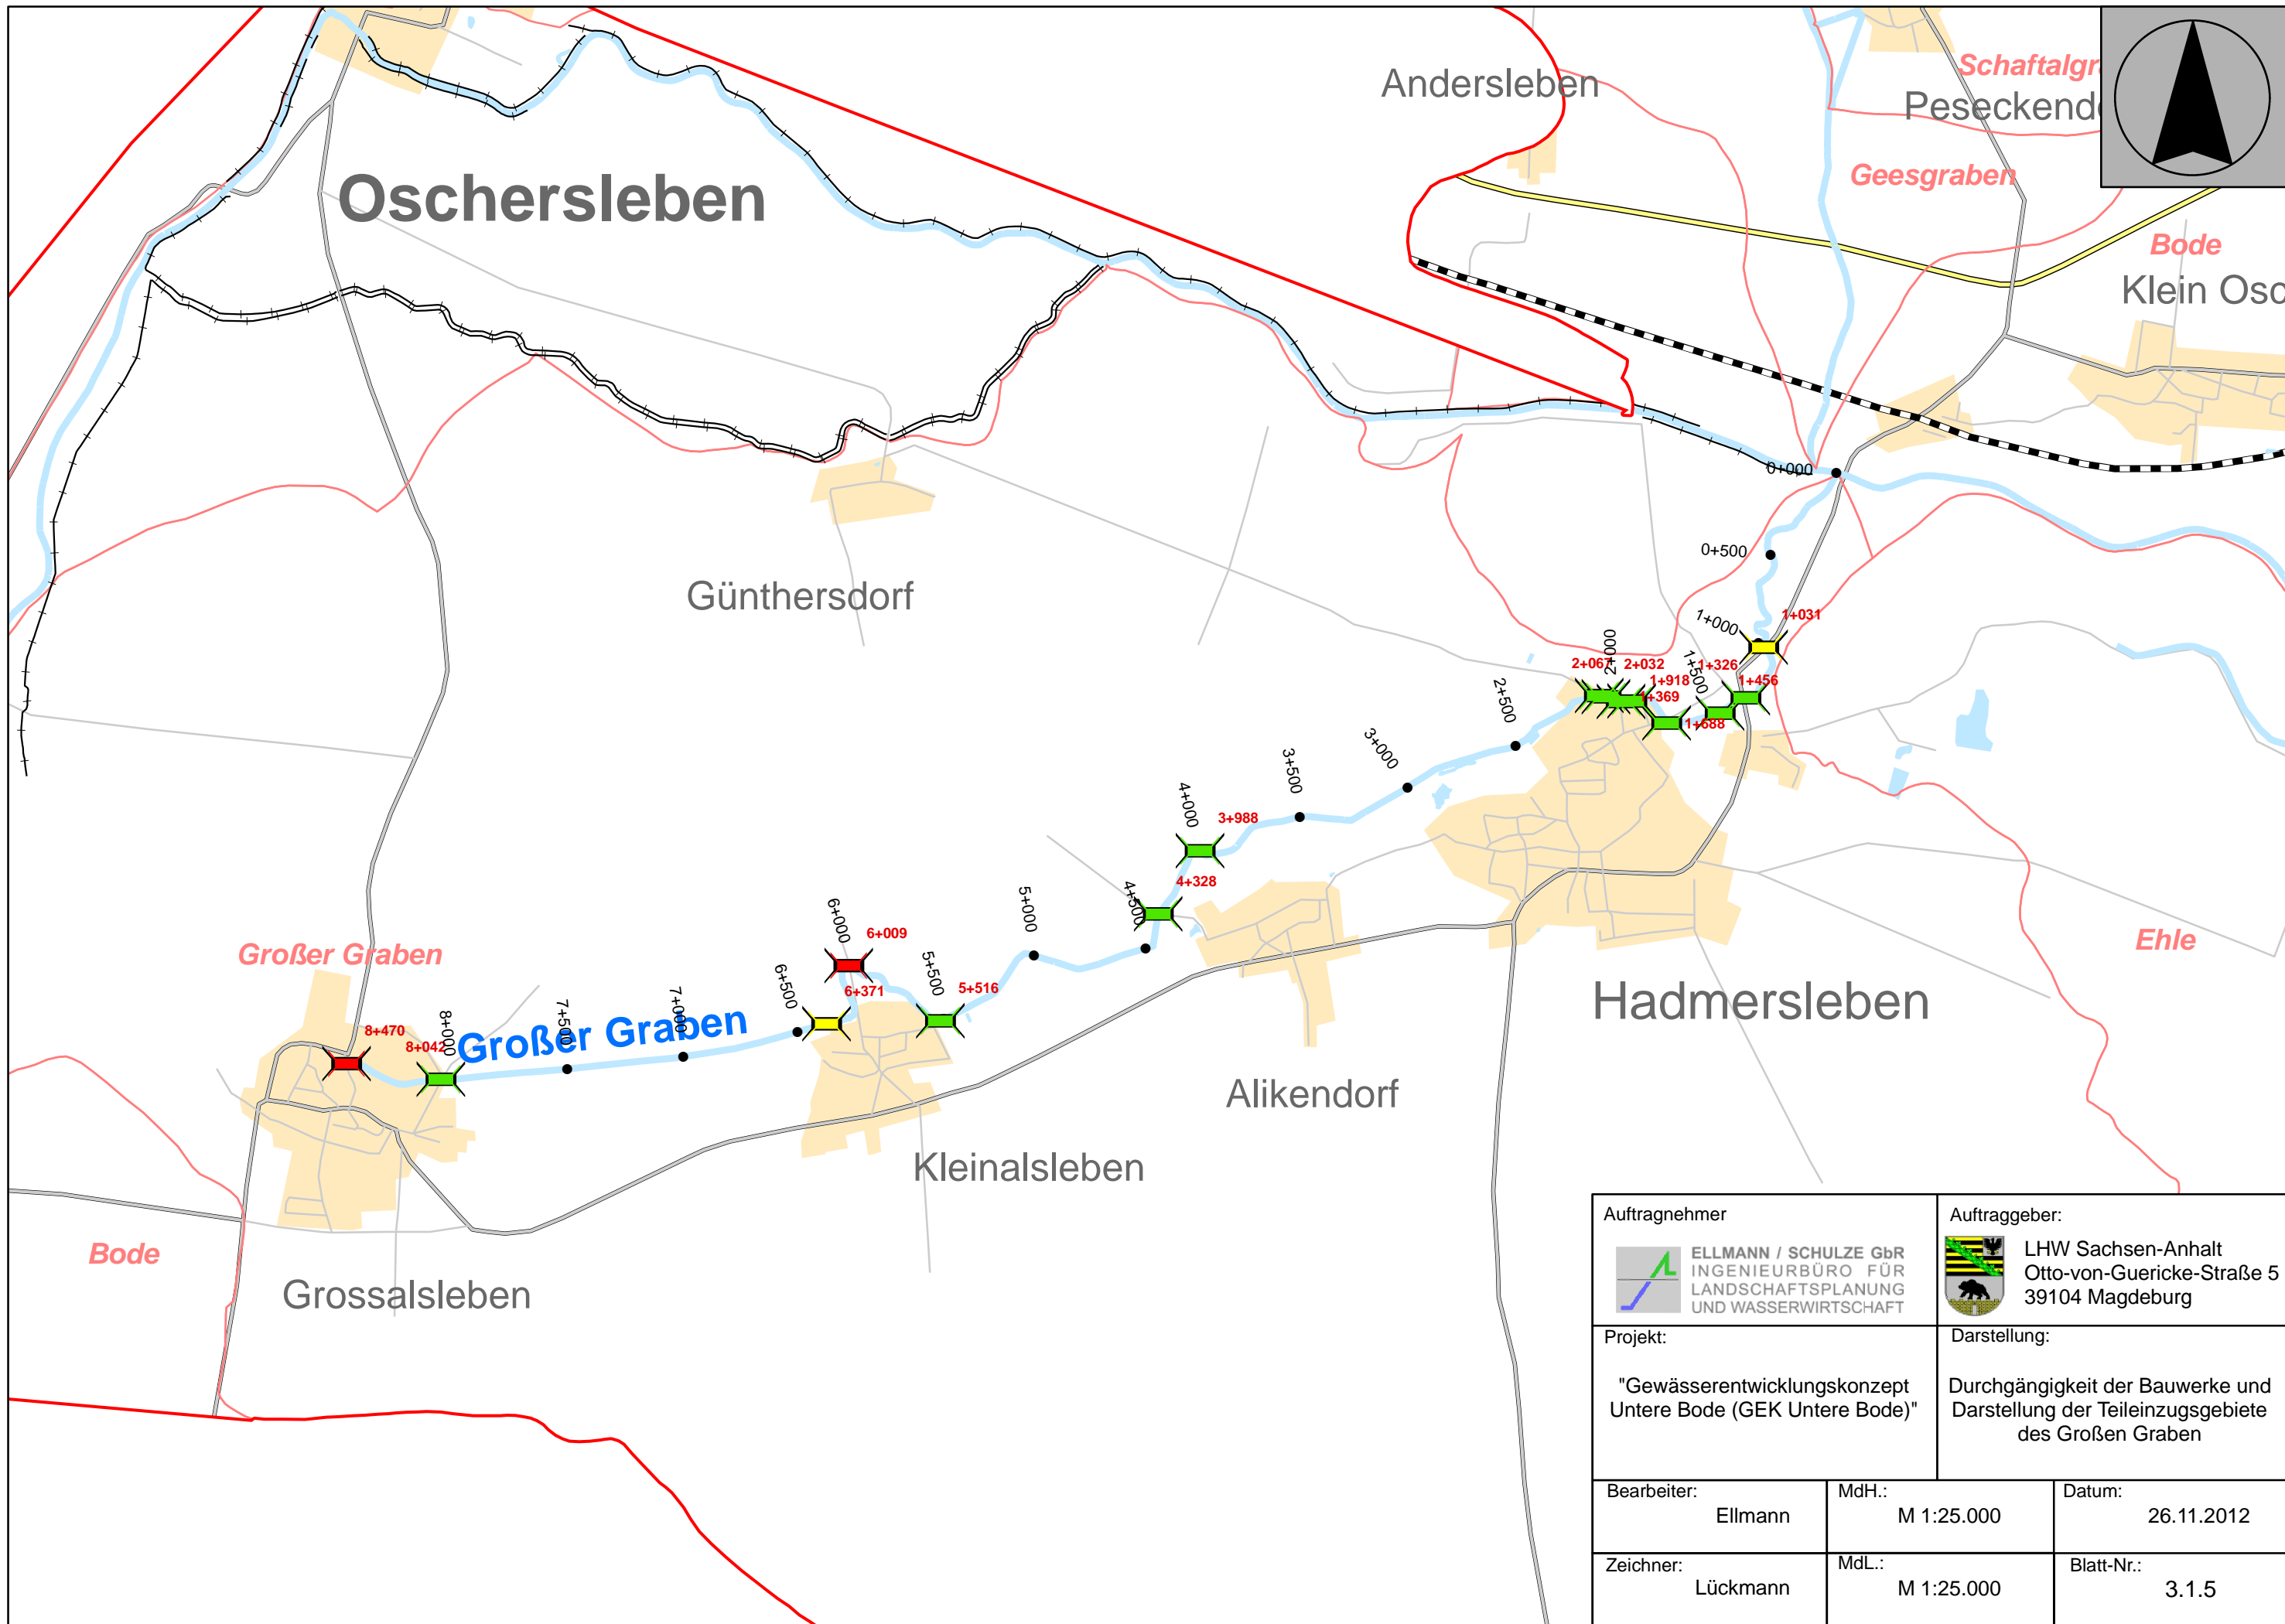 Andersleben
Schaftalgr
Peseckend
Geesgraben
Oschersleben
Bode
Klein Osc
0+000
0+500
Günthersdorf
1+000
1+031
2+000
2+067
2+032
1+500
1+326
1+918
1+456
1+369
1+688
2+500
3+000
3+500
4+000
3+988
4+328
4+500
5+000
6+000
6+009
5+500
5+516
6+500
6+371
Großer Graben
7+000
7+500
Großer Graben
8+000
8+470
8+042
Ehle
Hadmersleben
Alikendorf
Kleinalsleben
Bode
Grossalsleben
Auftragnehmer
ELLMANN / SCHULZE GbR
INGENIEURBÜRO FÜR
LANDSCHAFTSPLANUNG
UND WASSERWIRTSCHAFT
Auftraggeber:
LHW Sachsen-Anhalt
Otto-von-Guericke-Straße 5
39104 Magdeburg
Projekt:
"Gewässerentwicklungskonzept
Untere Bode (GEK Untere Bode)"
Darstellung:
Durchgängigkeit der Bauwerke und
Darstellung der Teileinzugsgebiete
des Großen Graben
Bearbeiter:
Ellmann
MdH.:
M 1:25.000
Datum:
26.11.2012
Zeichner:
Lückmann
MdL.:
M 1:25.000
Blatt-Nr.:
3.1.5